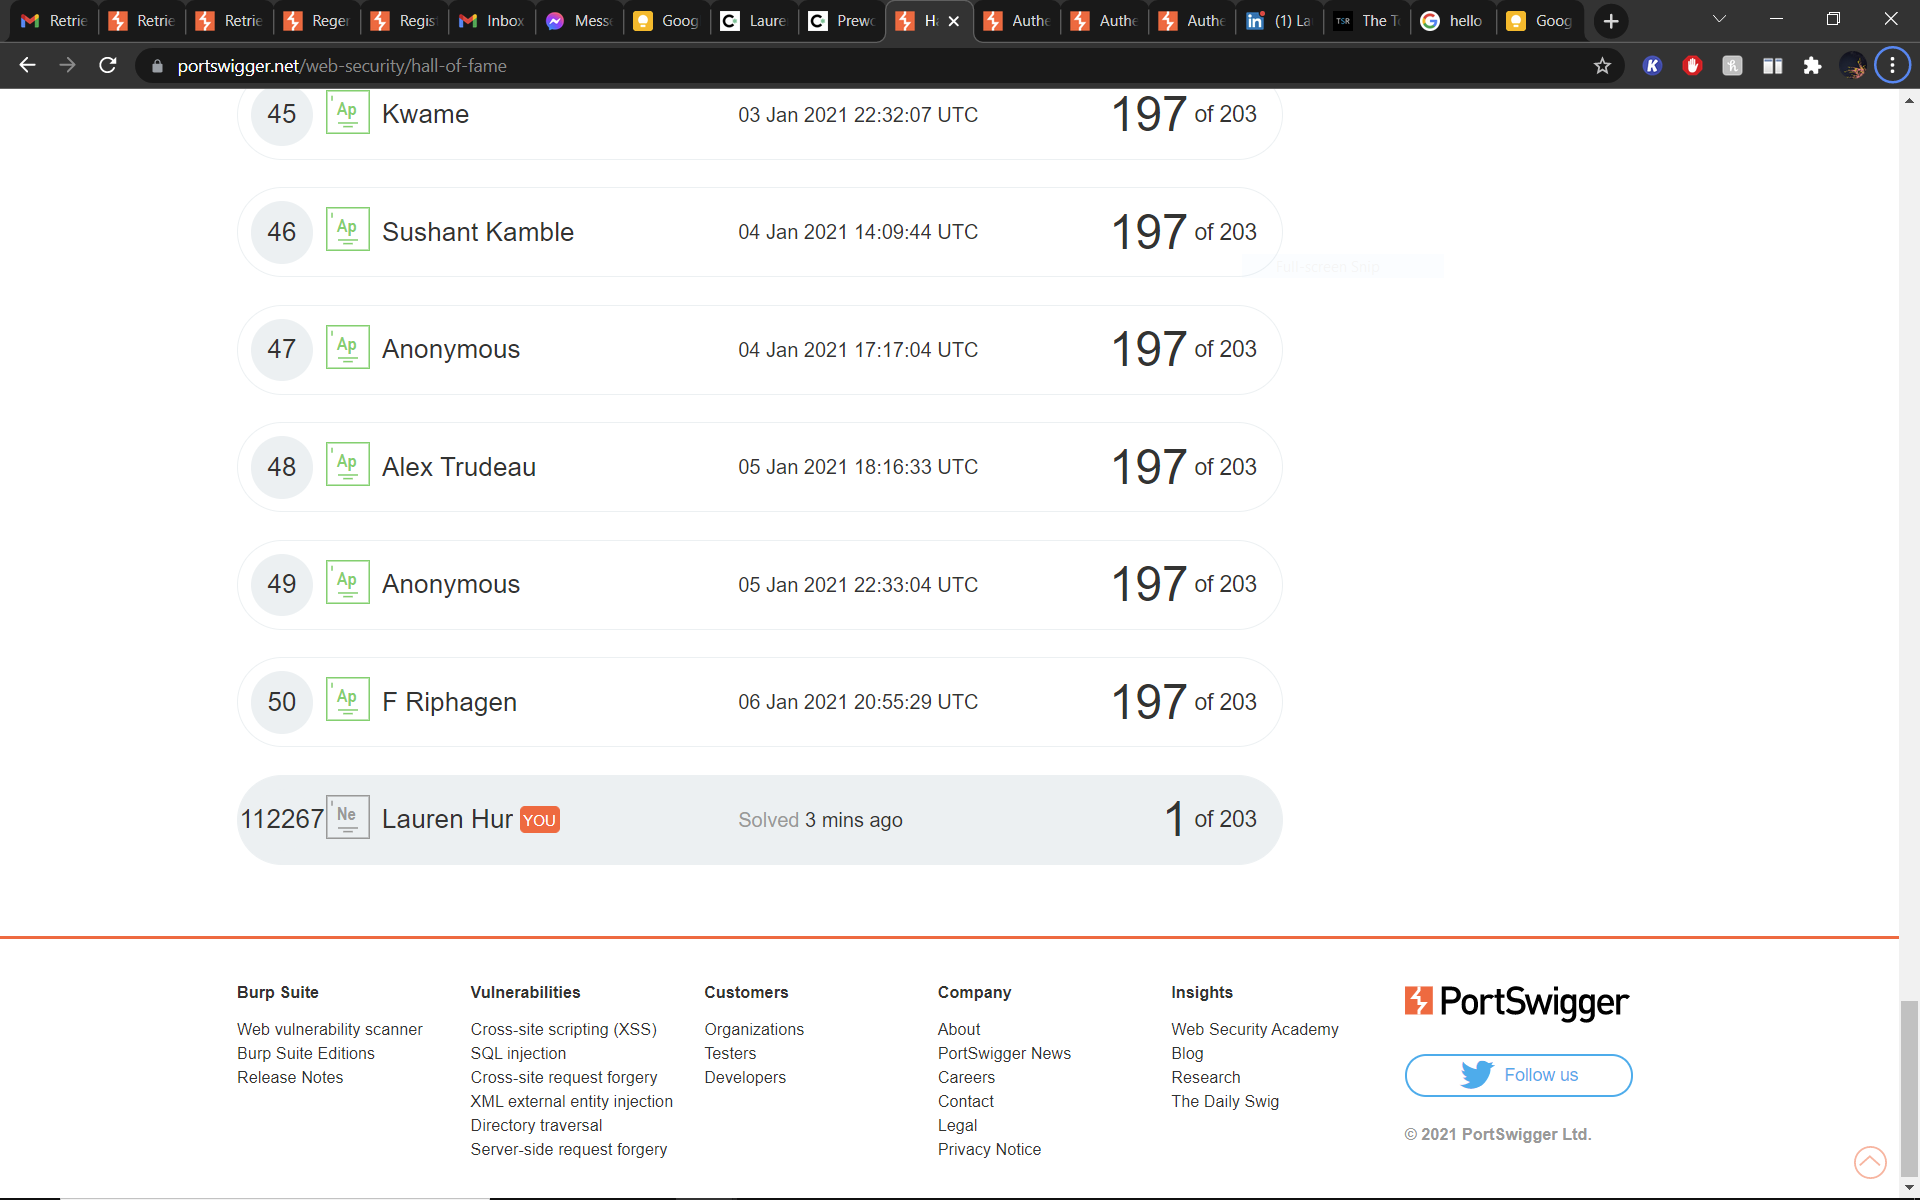 Retrie
Retrie
Retrie
Reger
Regis
Inbox
Mess
Goog
Laure
Prewo
H
Authe
Authe
Authe
(1) La
TSR
The T
hello
Goog
portswigger.net/web-security/hall-of-fame
45 Ap Kwame 03 Jan 2021 22:32:07 UTC 197 of 203
46 Ap Sushant Kamble 04 Jan 2021 14:09:44 UTC 197 of 203
Full-screen Snip
47 Ap Anonymous 04 Jan 2021 17:17:04 UTC 197 of 203
48 Ap Alex Trudeau 05 Jan 2021 18:16:33 UTC 197 of 203
49 Ap Anonymous 05 Jan 2021 22:33:04 UTC 197 of 203
50 Ap F Riphagen 06 Jan 2021 20:55:29 UTC 197 of 203
112267 Ne Lauren Hur YOU Solved 3 mins ago 1 of 203
Burp Suite
Web vulnerability scanner
Burp Suite Editions
Release Notes
Vulnerabilities
Cross-site scripting (XSS)
SQL injection
Cross-site request forgery
XML external entity injection
Directory traversal
Server-side request forgery
Customers
Organizations
Testers
Developers
Company
About
PortSwigger News
Careers
Contact
Legal
Privacy Notice
Insights
Web Security Academy
Blog
Research
The Daily Swig
PortSwigger
Follow us
© 2021 PortSwigger Ltd.